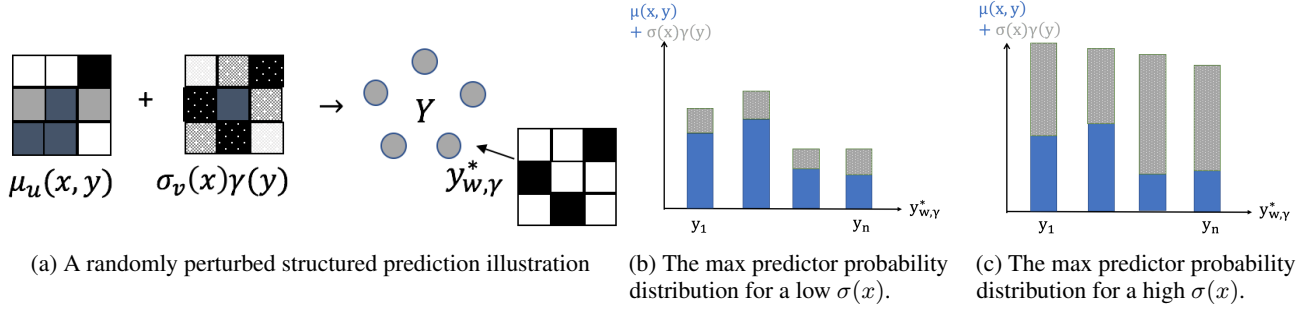 μ_u(x, y) + σ_v(x)γ(y) → Y
y*_{w,γ}
(a) A randomly perturbed structured prediction illustration
μ(x, y)
+ σ(x)γ(y)
y_1 y_n y*_{w,γ}
(b) The max predictor probability
distribution for a low σ(x).
μ(x, y)
+ σ(x)γ(y)
y_1 y_n y*_{w,γ}
(c) The max predictor probability
distribution for a high σ(x).